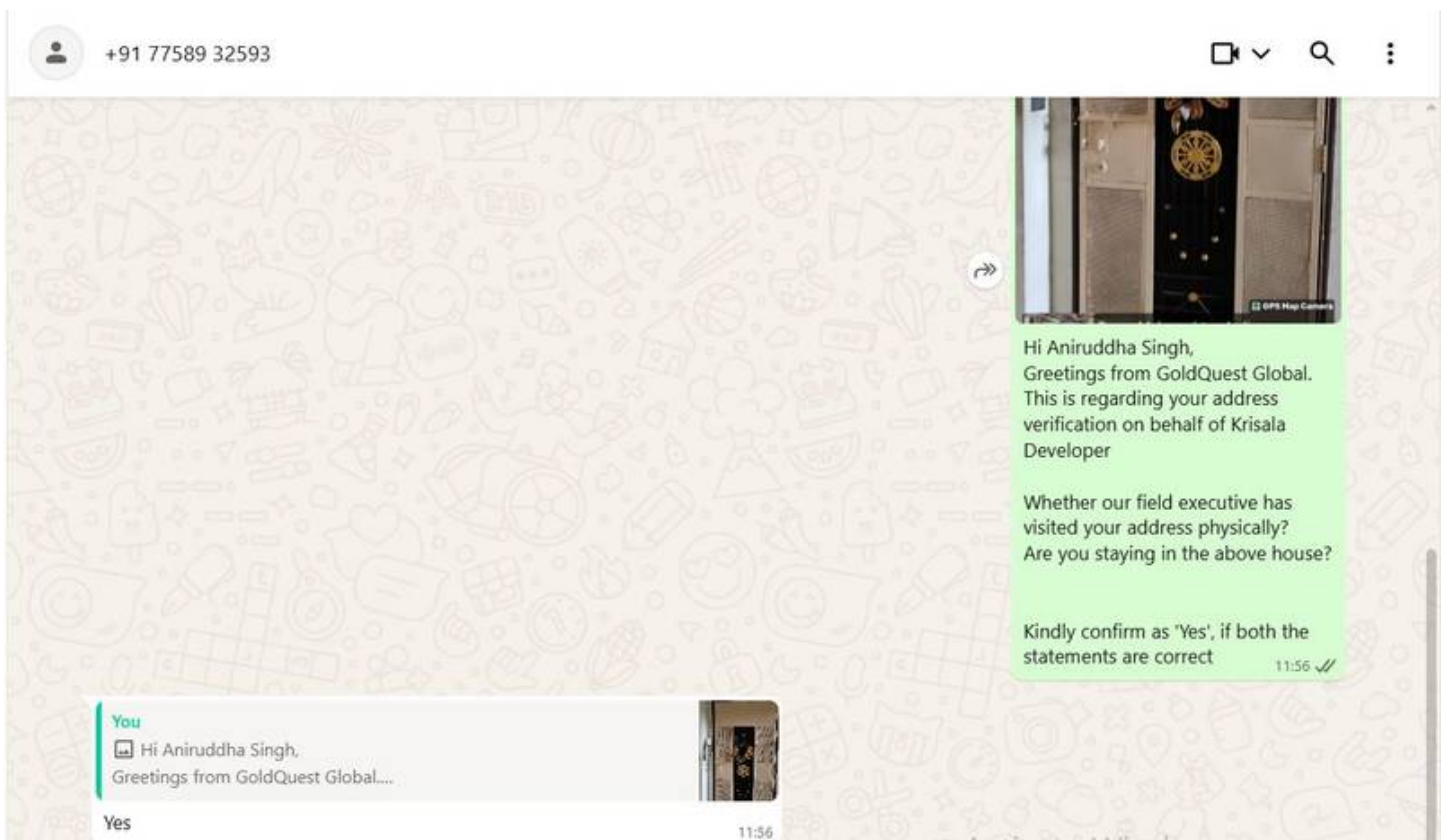 +91 77589 32593
GPS Map Camera
Hi Aniruddha Singh,
Greetings from GoldQuest Global.
This is regarding your address
verification on behalf of Krisala
Developer
Whether our field executive has
visited your address physically?
Are you staying in the above house?
Kindly confirm as 'Yes', if both the
statements are correct
11:56
You
Hi Aniruddha Singh,
Greetings from GoldQuest Global....
Yes
11:56